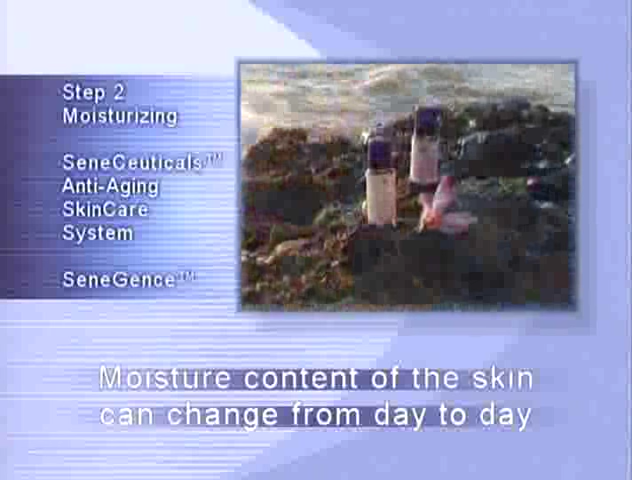 Step 2
Moisturizing
SeneCeuticals™
Anti-Aging
SkinCare
System
SeneGence™
Moisture content of the skin
can change from day to day